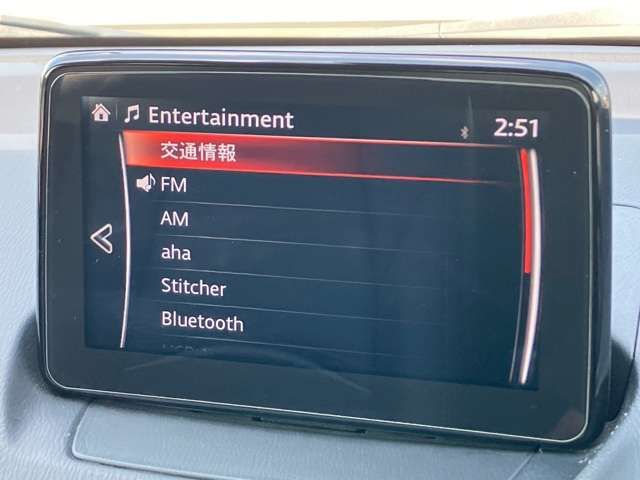 Entertainment
2:51
交通情報
FM
AM
aha
Stitcher
Bluetooth